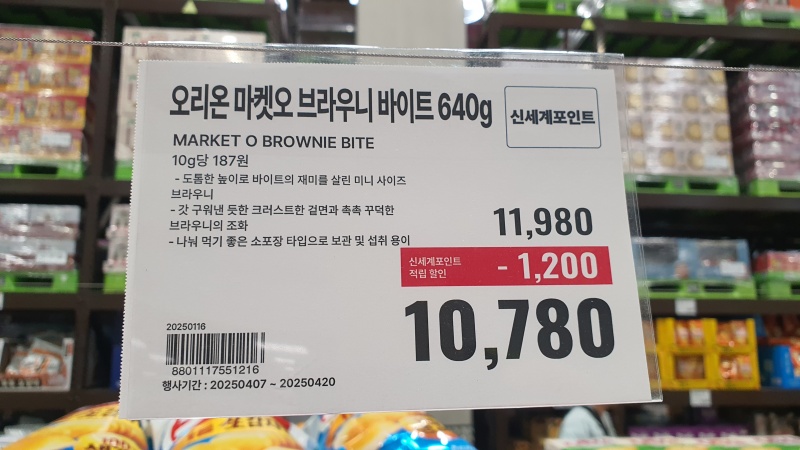 오리온 마켓오 브라우니 바이트 640g
신세계포인트
MARKET O BROWNIE BITE
10g당 187원
- 도톰한 높이로 바이트의 재미를 살린 미니 사이즈
브라우니
- 갓 구워낸 듯한 크러스트한 겉면과 촉촉 꾸덕한
브라우니의 조화
- 나눠 먹기 좋은 소포장 타입으로 보관 및 섭취 용이
11,980
신세계포인트
적립 할인
- 1,200
10,780
20250116
8801117551216
행사기간 : 20250407 ~ 20250420